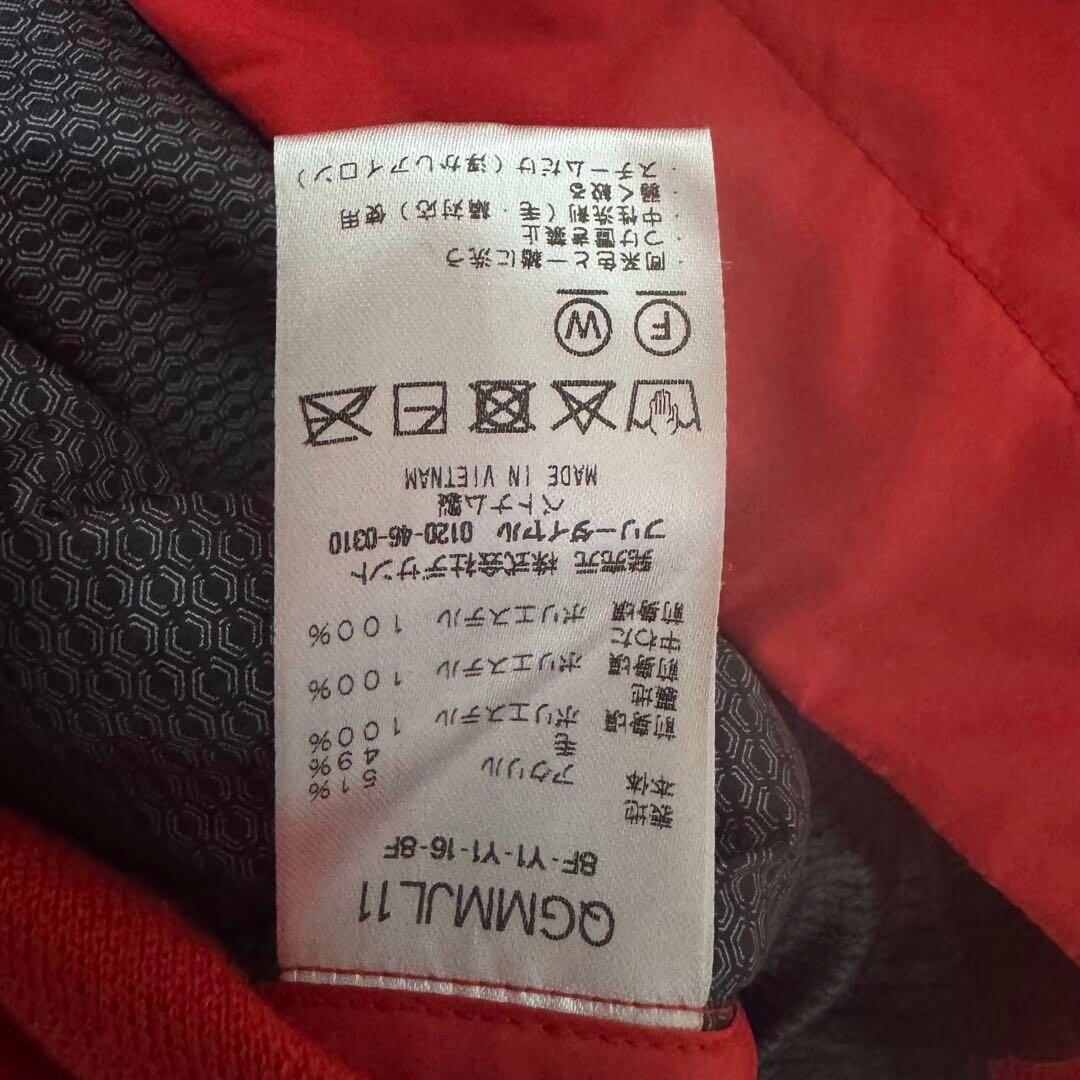 QGMMJL11
8F-Y1-Y1-16-8F
表地
本体 アクリル 51%
毛 49%
前身頃 ポリエステル 100%
裏地
前身頃 ポリエステル 100%
中わた
前身頃 ポリエステル 100%
発売元 株式会社デサント
フリーダイヤル 0120-46-0310
ベトナム製
MADE IN VIETNAM
F W
・同系色と一緒に洗う
・つけ置き禁止
・中性洗剤(毛・絹対応)使用
・弱く絞る
・スチームだけ(浮かしアイロン)